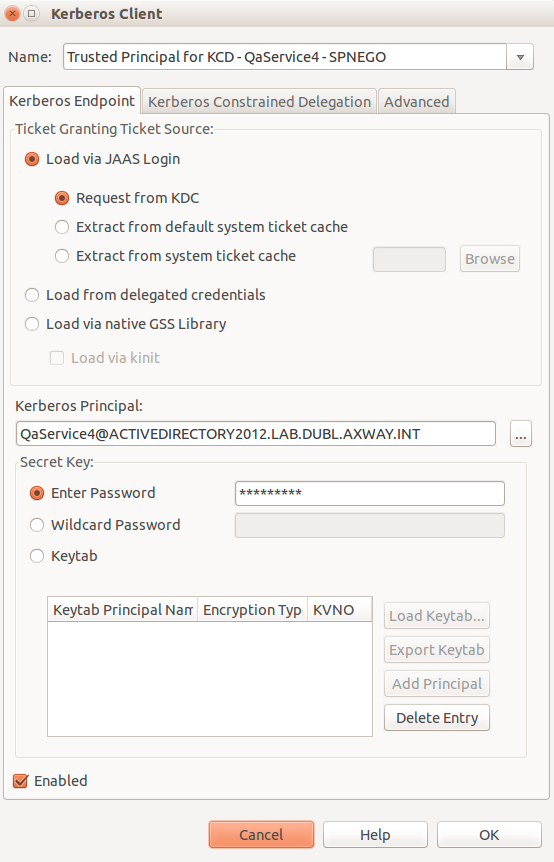 Kerberos Client
Name: Trusted Principal for KCD - QaService4 - SPNEGO
Kerberos Endpoint Kerberos Constrained Delegation Advanced
Ticket Granting Ticket Source:
Load via JAAS Login
Request from KDC
Extract from default system ticket cache
Extract from system ticket cache Browse
Load from delegated credentials
Load via native GSS Library
Load via kinit
Kerberos Principal:
QaService4@ACTIVEDIRECTORY2012.LAB.DUBL.AXWAY.INT ...
Secret Key:
Enter Password *********
Wildcard Password
Keytab
Keytab Principal Nam Encryption Typ KVNO
Load Keytab...
Export Keytab
Add Principal
Delete Entry
Enabled
Cancel Help OK